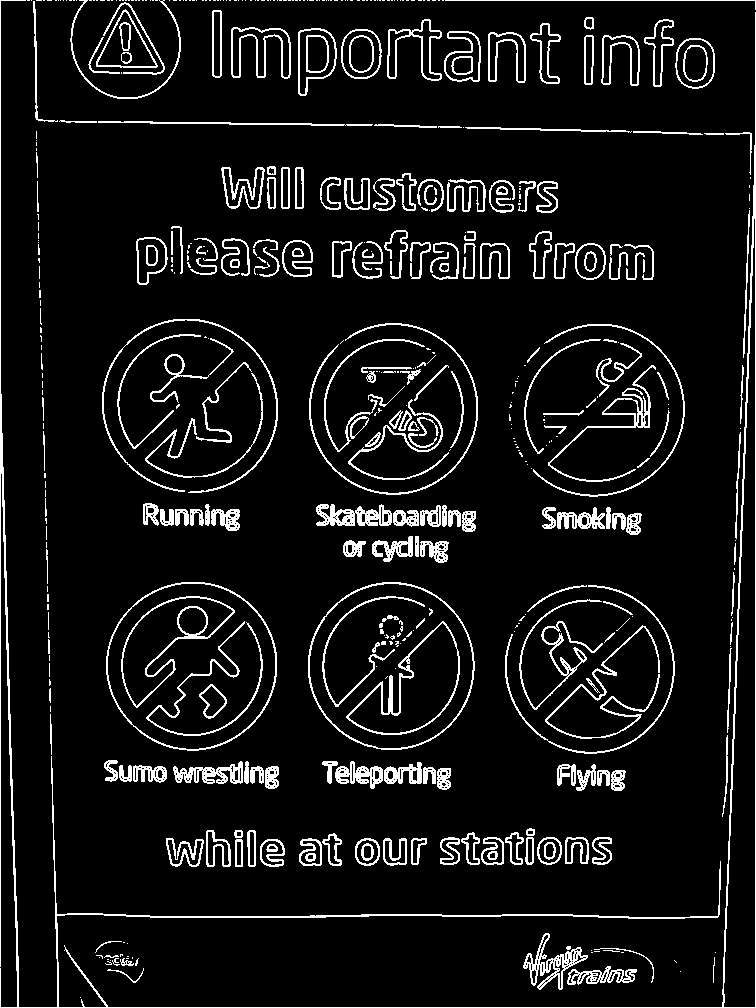 Important info
Will customers
please refrain from
Running
Skateboarding
or cycling
Smoking
Sumo wrestling
Teleporting
Flying
while at our stations
Virgin
trains